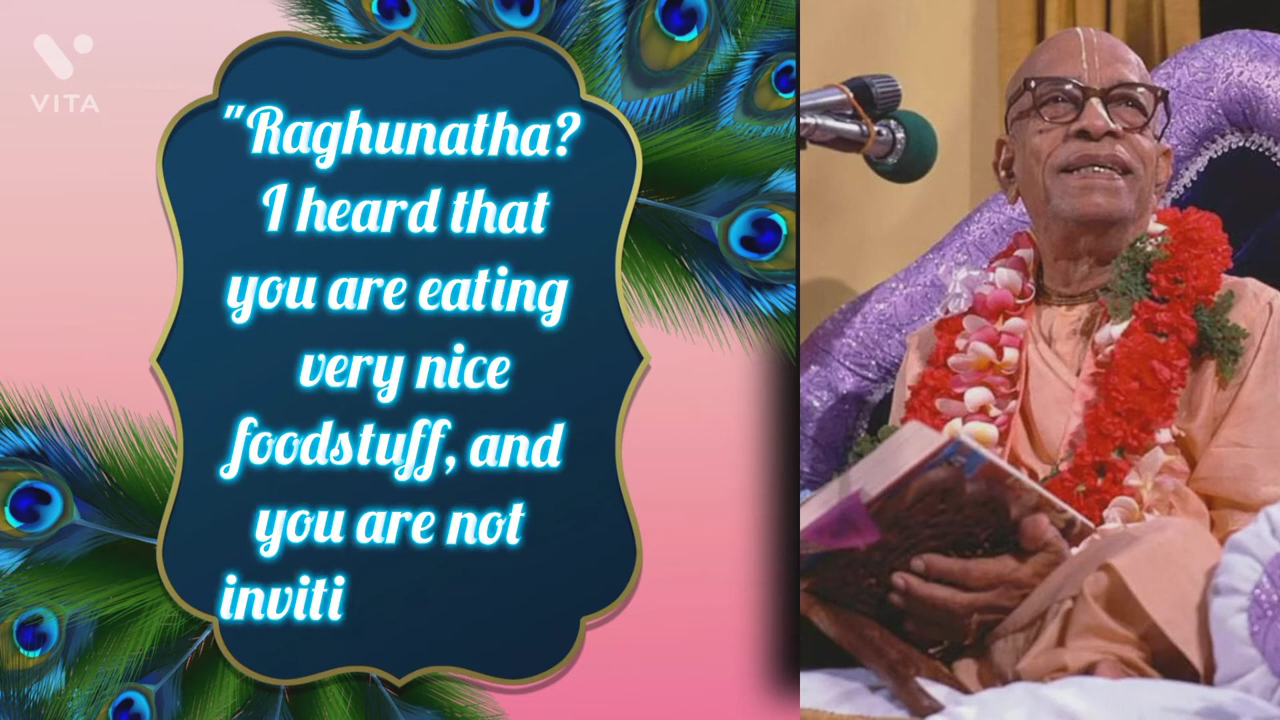 VITA
"Raghunatha?
I heard that
you are eating
very nice
foodstuff, and
you are not
inviti